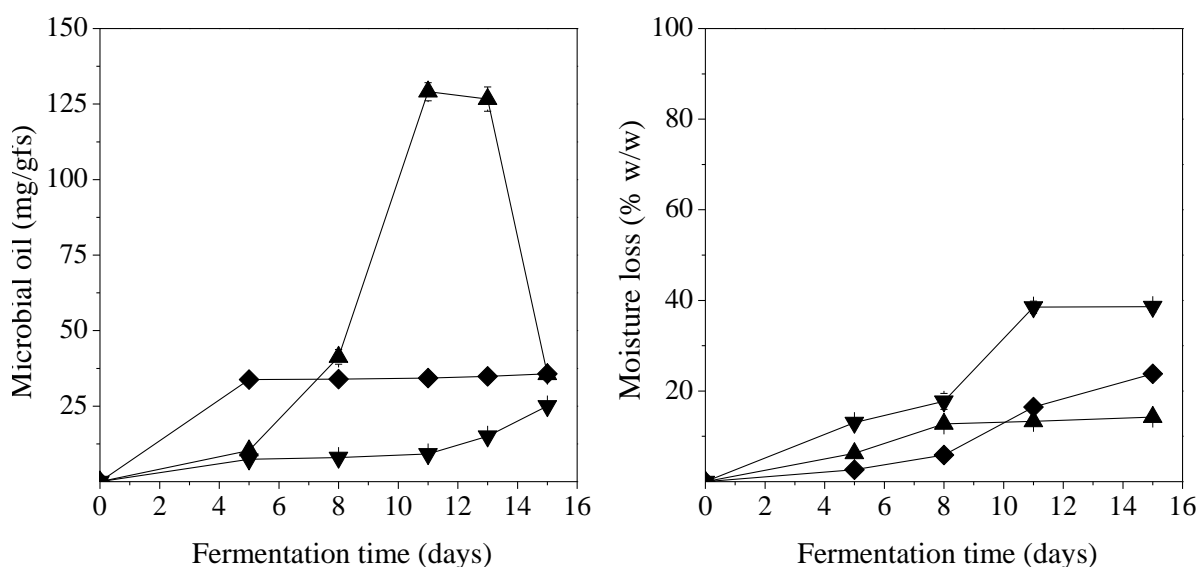 150
125
100
75
50
25
0 2 4 6 8 10 12 14 16
Microbial oil (mg/gfs)
Fermentation time (days)
100
80
60
40
20
0 2 4 6 8 10 12 14 16
Moisture loss (% w/w)
Fermentation time (days)